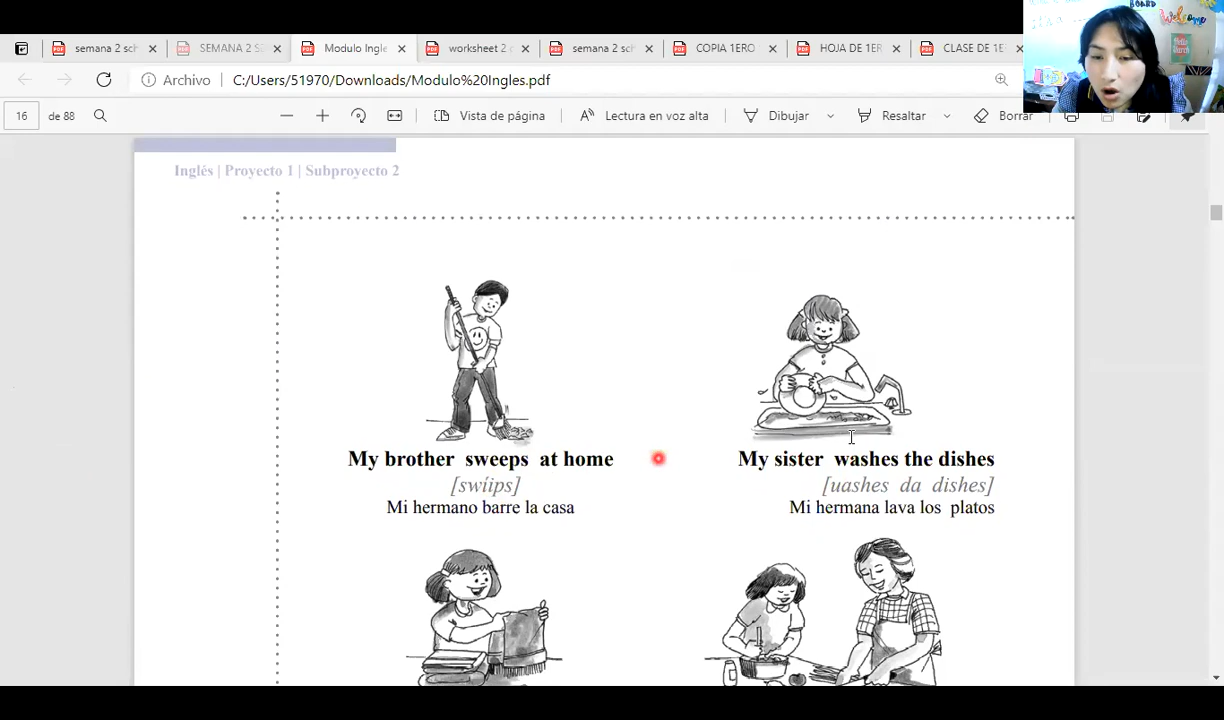 semana 2 sch
SEMANA 2 S
Modulo Ingle
worksheet 2
semana 2 sch
COPIA 1ERO
HOJA DE 1ER
CLASE DE 1E
BOARD
Welcome
Archivo
C:/Users/51970/Downloads/Modulo%20Ingles.pdf
16
de 88
Vista de página
Lectura en voz alta
Dibujar
Resaltar
Borrar
Inglés | Proyecto 1 | Subproyecto 2
My brother sweeps at home
[swíips]
Mi hermano barre la casa
My sister washes the dishes
[uashes da dishes]
Mi hermana lava los platos